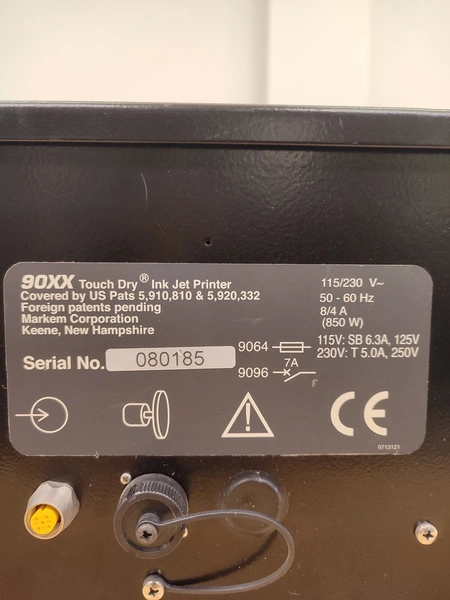 90XX Touch Dry® Ink Jet Printer
Covered by US Pats 5,910,810 & 5,920,332
Foreign patents pending
Markem Corporation
Keene, New Hampshire
Serial No. 080185
115/230 V~
50 - 60 Hz
8/4 A
(850 W)
9064 115V: SB 6.3A, 125V
230V: T 5.0A, 250V
7A
9096 F
CE
0713121